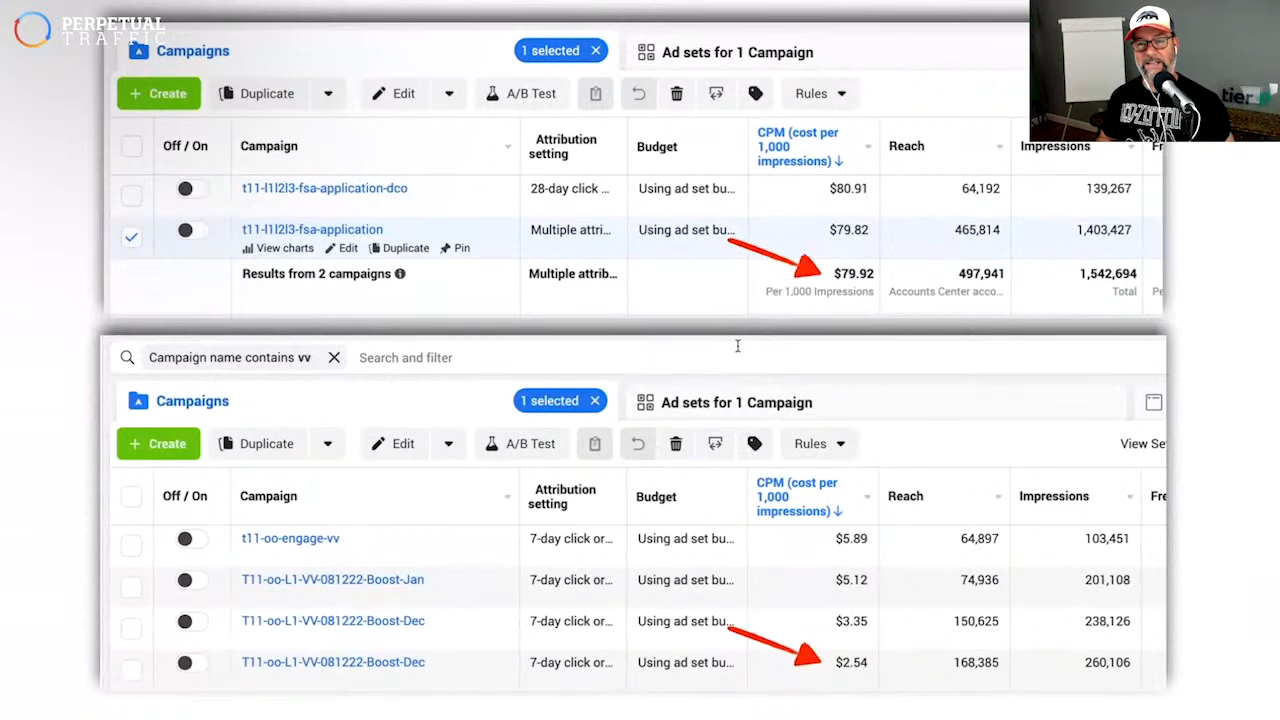 PERPETUAL
TRAFFIC
Campaigns
1 selected
Ad sets for 1 Campaign
+ Create
Duplicate
Edit
A/B Test
Rules
Off / On
Campaign
Attribution
setting
Budget
CPM (cost per
1,000
impressions) ↓
Reach
Impressions
t11-l1l2l3-fsa-application-dco
28-day click ...
Using ad set bu...
$80.91
64,192
139,267
t11-l1l2l3-fsa-application
Multiple attri...
Using ad set bu...
$79.82
465,814
1,403,427
View charts
Edit
Duplicate
Pin
Results from 2 campaigns
Multiple attrib...
$79.92
497,941
1,542,694
Per 1,000 Impressions
Accounts Center acco...
Total
Campaign name contains vv
Search and filter
Campaigns
1 selected
Ad sets for 1 Campaign
+ Create
Duplicate
Edit
A/B Test
Rules
View Se
Off / On
Campaign
Attribution
setting
Budget
CPM (cost per
1,000
impressions) ↓
Reach
Impressions
Fre
t11-oo-engage-vv
7-day click or...
Using ad set bu...
$5.89
64,897
103,451
T11-oo-L1-VV-081222-Boost-Jan
7-day click or...
Using ad set bu...
$5.12
74,936
201,108
T11-oo-L1-VV-081222-Boost-Dec
7-day click or...
Using ad set bu...
$3.35
150,625
238,126
T11-oo-L1-VV-081222-Boost-Dec
7-day click or...
Using ad set bu...
$2.54
168,385
260,106
tier
LED ZEPPELIN